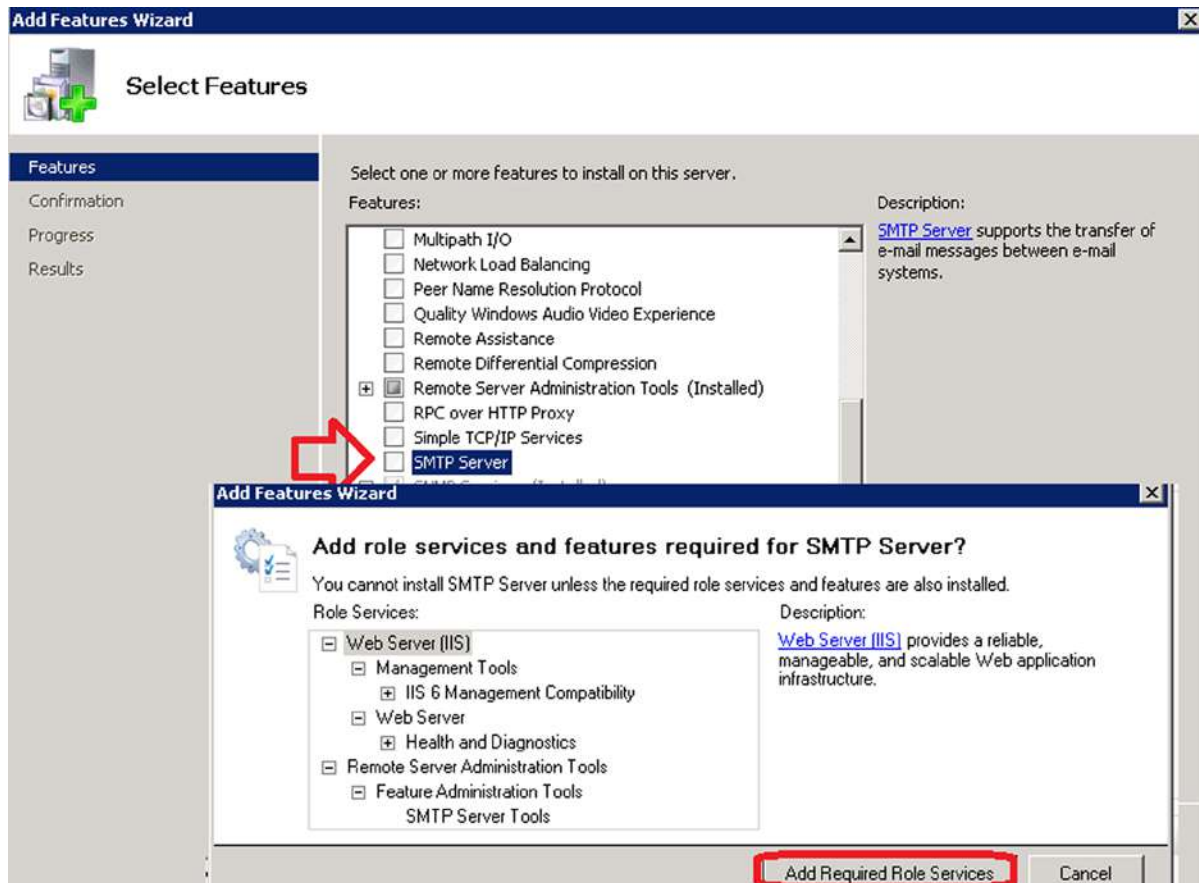 Add Features Wizard
Select Features
Features
Confirmation
Progress
Results
Select one or more features to install on this server.
Features:
Multipath I/O
Network Load Balancing
Peer Name Resolution Protocol
Quality Windows Audio Video Experience
Remote Assistance
Remote Differential Compression
Remote Server Administration Tools (Installed)
RPC over HTTP Proxy
Simple TCP/IP Services
SMTP Server
Description:
SMTP Server supports the transfer of
e-mail messages between e-mail
systems.
Add Features Wizard
Add role services and features required for SMTP Server?
You cannot install SMTP Server unless the required role services and features are also installed.
Role Services:
Web Server (IIS)
Management Tools
IIS 6 Management Compatibility
Web Server
Health and Diagnostics
Remote Server Administration Tools
Feature Administration Tools
SMTP Server Tools
Description:
Web Server (IIS) provides a reliable,
manageable, and scalable Web application
infrastructure.
Add Required Role Services
Cancel